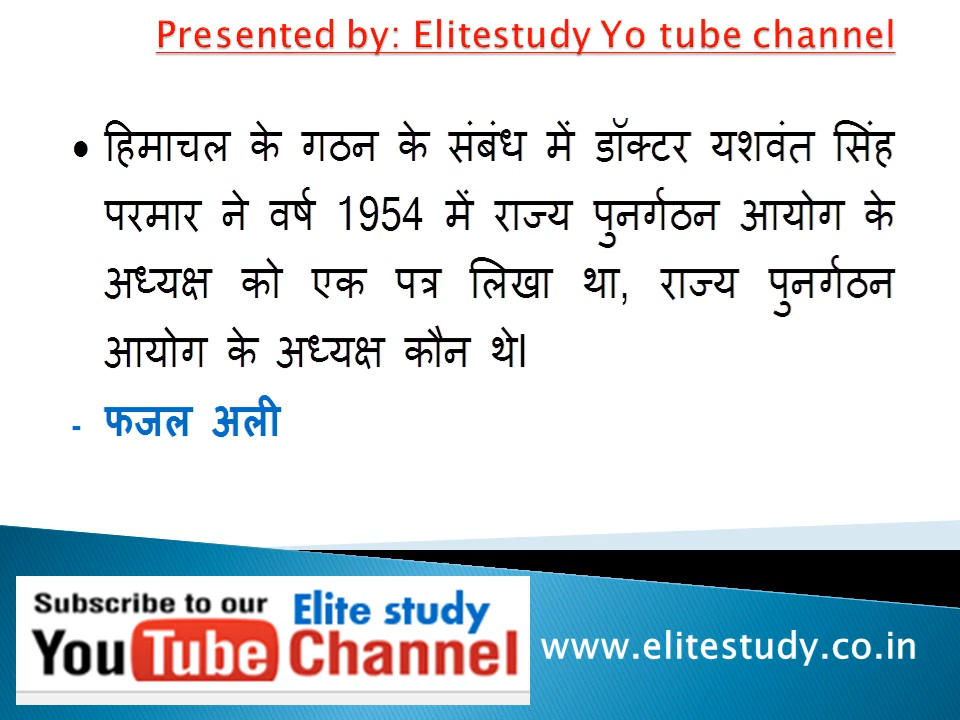 Presented by: Elitestudy Yo tube channel
• हिमाचल के गठन के संबंध में डॉक्टर यशवंत सिंह
परमार ने वर्ष 1954 में राज्य पुनर्गठन आयोग के
अध्यक्ष को एक पत्र लिखा था, राज्य पुनर्गठन
आयोग के अध्यक्ष कौन थे।
- फजल अली
Subscribe to our
YouTube
Elite study
Channel
www.elitestudy.co.in